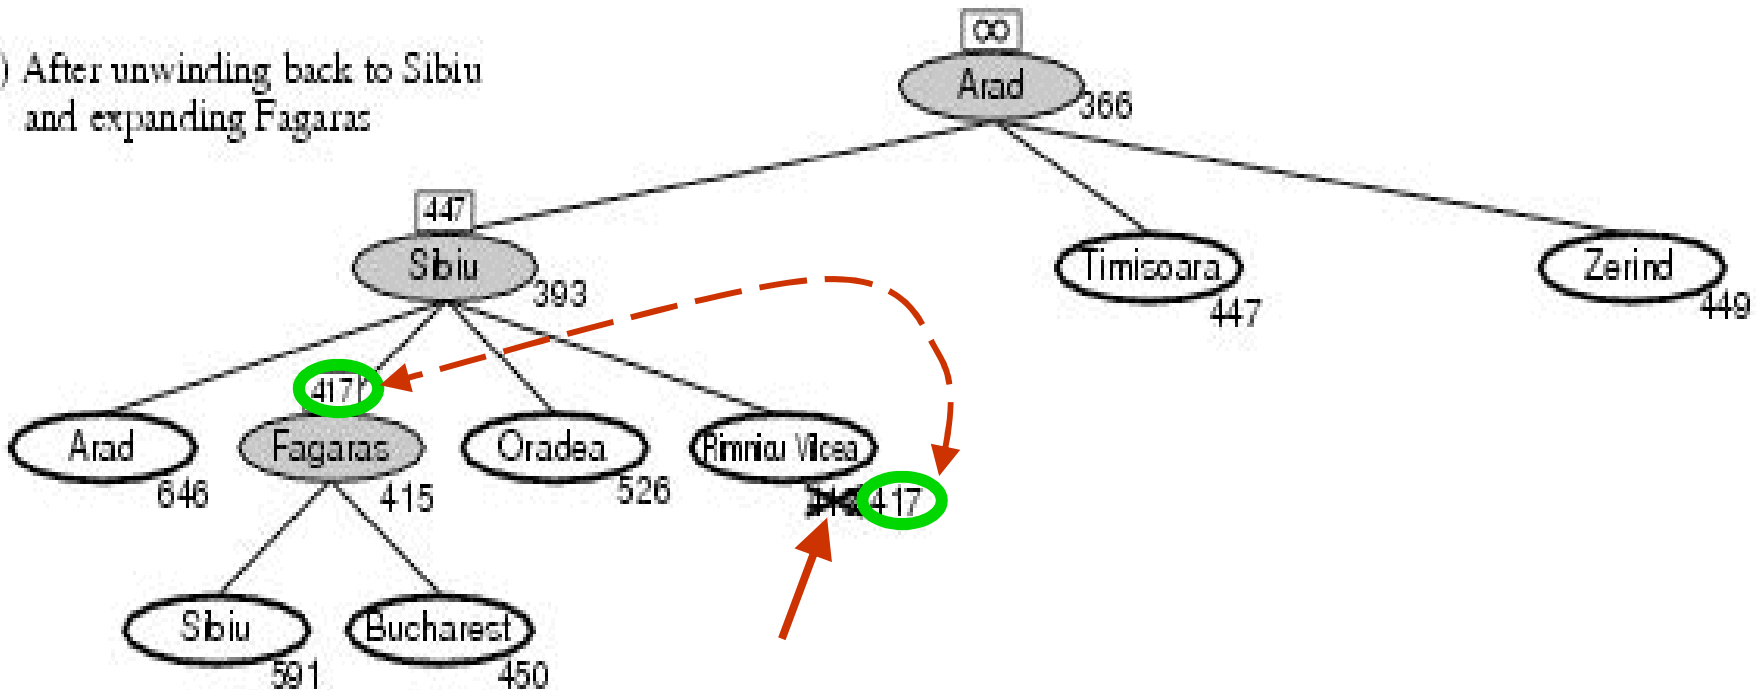 ∞
) After unwinding back to Sibiu
and expanding Fagaras
Arad
366
447
Sibiu
393
Timisoara
447
Zerind
449
417
Arad
646
Fagaras
415
Oradea
526
Rimnicu Vilcea
417
Sibiu
591
Bucharest
450